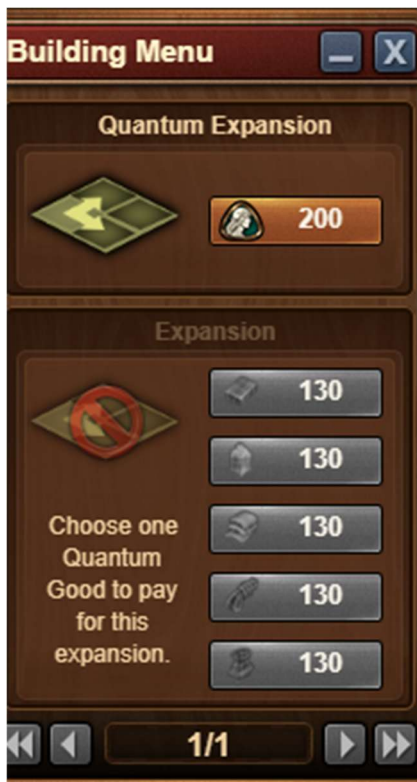 Building Menu
X
Quantum Expansion
200
Expansion
130
130
130
130
130
Choose one
Quantum
Good to pay
for this
expansion.
1/1